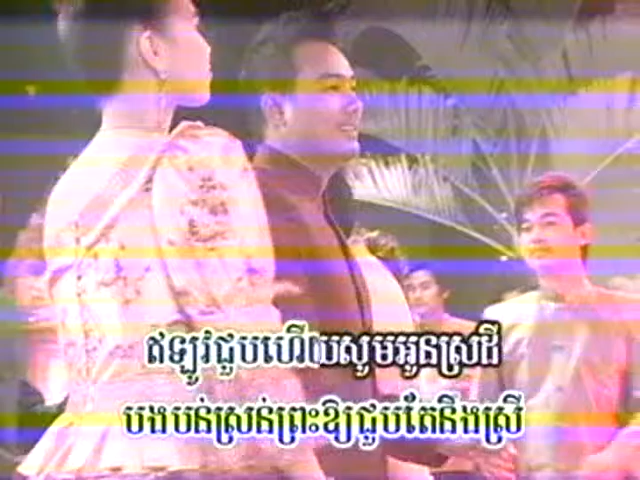 ឥឡូវជួបហើយសូមអូនស្រដី
បងបន់ស្រន់ព្រះឱ្យជួបតែនឹងស្រី